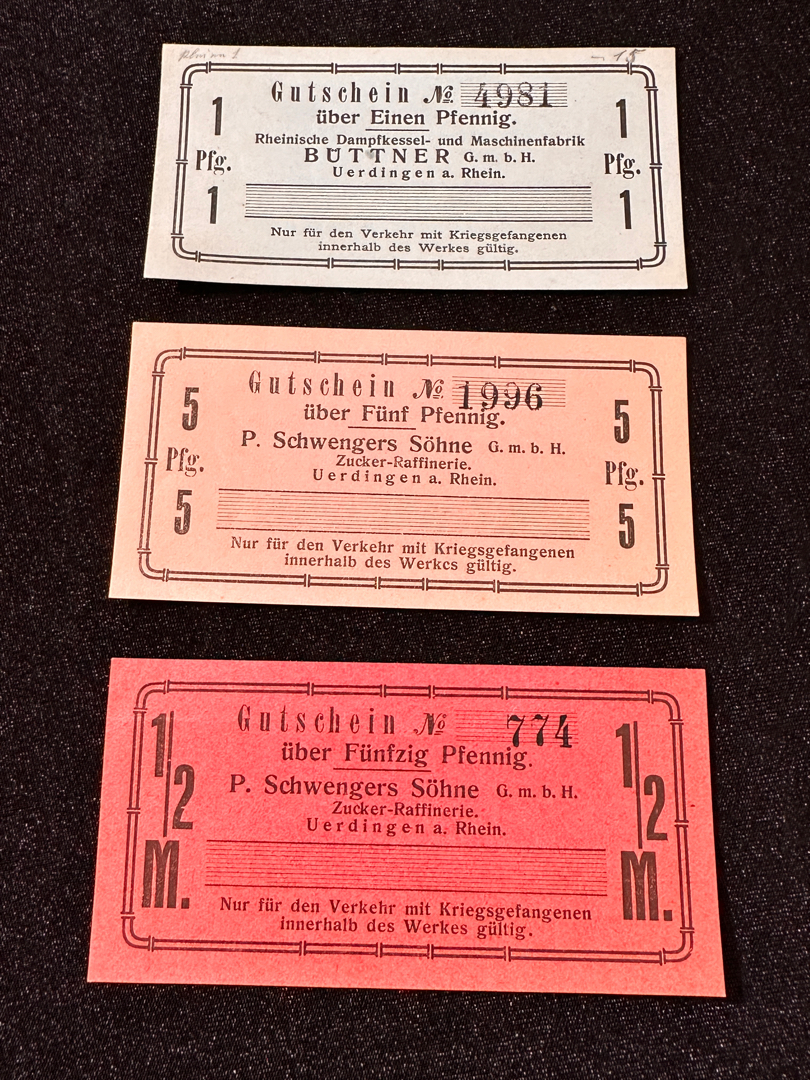 15
Gutschein No. 4981
über Einen Pfennig.
Rheinische Dampfkessel- und Maschinenfabrik
BÜTTNER G. m. b. H.
Uerdingen a. Rhein.
1
Pfg.
1
1
Pfg.
1
Nur für den Verkehr mit Kriegsgefangenen
innerhalb des Werkes gültig.
Gutschein No. 1996
über Fünf Pfennig.
P. Schwengers Söhne G. m. b. H.
Zucker-Raffinerie.
Uerdingen a. Rhein.
5
Pfg.
5
5
Pfg.
5
Nur für den Verkehr mit Kriegsgefangenen
innerhalb des Werkcs gültig.
Gutschein No 774
über Fünfzig Pfennig.
P. Schwengers Söhne G. m. b. H.
Zucker-Raffinerie.
Uerdingen a. Rhein.
1/2
M.
1/2
M.
Nur für den Verkehr mit Kriegsgefangenen
innerhalb des Werkes gültig.